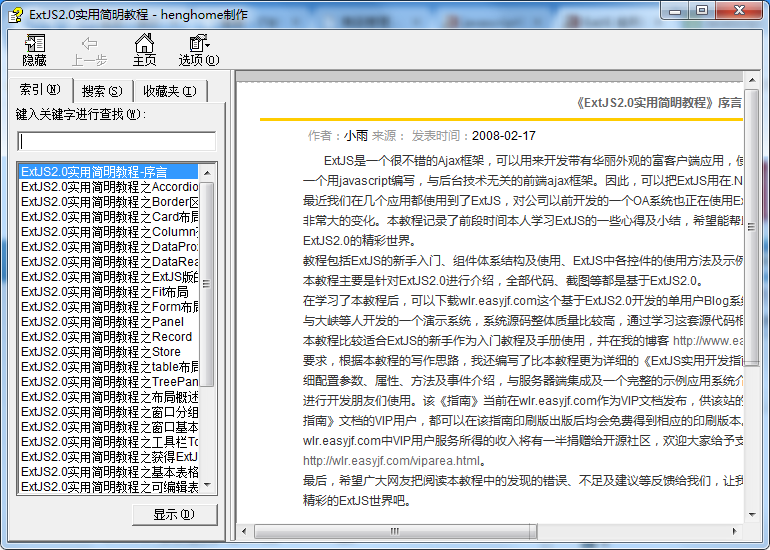 ExtJS2.0实用简明教程 - henghome制作
隐藏 上一步 主页 选项(O)
索引(N) 搜索(S) 收藏夹(I)
键入关键字进行查找(W):
ExtJS2.0实用简明教程-序言
ExtJS2.0实用简明教程之Accordio
ExtJS2.0实用简明教程之Border区
ExtJS2.0实用简明教程之Card布局
ExtJS2.0实用简明教程之Column
ExtJS2.0实用简明教程之DataProx
ExtJS2.0实用简明教程之DataRea
ExtJS2.0实用简明教程之ExtJS版的
ExtJS2.0实用简明教程之Fit布局
ExtJS2.0实用简明教程之Form布局
ExtJS2.0实用简明教程之Panel
ExtJS2.0实用简明教程之Record
ExtJS2.0实用简明教程之Store
ExtJS2.0实用简明教程之table布局
ExtJS2.0实用简明教程之TreePan
ExtJS2.0实用简明教程之布局概述
ExtJS2.0实用简明教程之窗口分组
ExtJS2.0实用简明教程之窗口基本
ExtJS2.0实用简明教程之工具栏To
ExtJS2.0实用简明教程之获得ExtJ
ExtJS2.0实用简明教程之基本表格
ExtJS2.0实用简明教程之可编辑表
显示(D)
《ExtJS2.0实用简明教程》序言
作者：小雨 来源： 发表时间：2008-02-17
ExtJS是一个很不错的Ajax框架，可以用来开发带有华丽外观的富客户端应用，使
一个用javascript编写，与后台技术无关的前端ajax框架。因此，可以把ExtJS用在.N
最近我们在几个应用都使用到了ExtJS，对公司以前开发的一个OA系统也正在使用Ex
非常大的变化。本教程记录了前段时间本人学习ExtJS的一些心得及小结，希望能帮
ExtJS2.0的精彩世界。
教程包括ExtJS的新手入门、组件体系结构及使用、ExtJS中各控件的使用方法及示例
本教程主要是针对ExtJS2.0进行介绍，全部代码、截图等都是基于ExtJS2.0。
在学习了本教程后，可以下载wlr.easyjf.com这个基于ExtJS2.0开发的单用户Blog系统
与大峡等人开发的一个演示系统，系统源码整体质量比较高，通过学习这套源代码相
本教程比较适合ExtJS的新手作为入门教程及手册使用，并在我的博客 http://www.ea
要求，根据本教程的写作思路，我还编写了比本教程更为详细的《ExtJS实用开发指南
细配置参数、属性、方法及事件介绍，与服务器端集成及一个完整的示例应用系统介
进行开发朋友们使用。该《指南》当前在wlr.easyjf.com作为VIP文档发布，供该站的
指南》文档的VIP用户，都可以在该指南印刷版出版后均会免费得到相应的印刷版本。
wlr.easyjf.com中VIP用户服务所得的收入将有一半捐赠给开源社区，欢迎大家给予支
http://wlr.easyjf.com/viparea.html。
最后，希望广大网友把阅读本教程中的发现的错误、不足及建议等反馈给我们，让我
精彩的ExtJS世界吧。